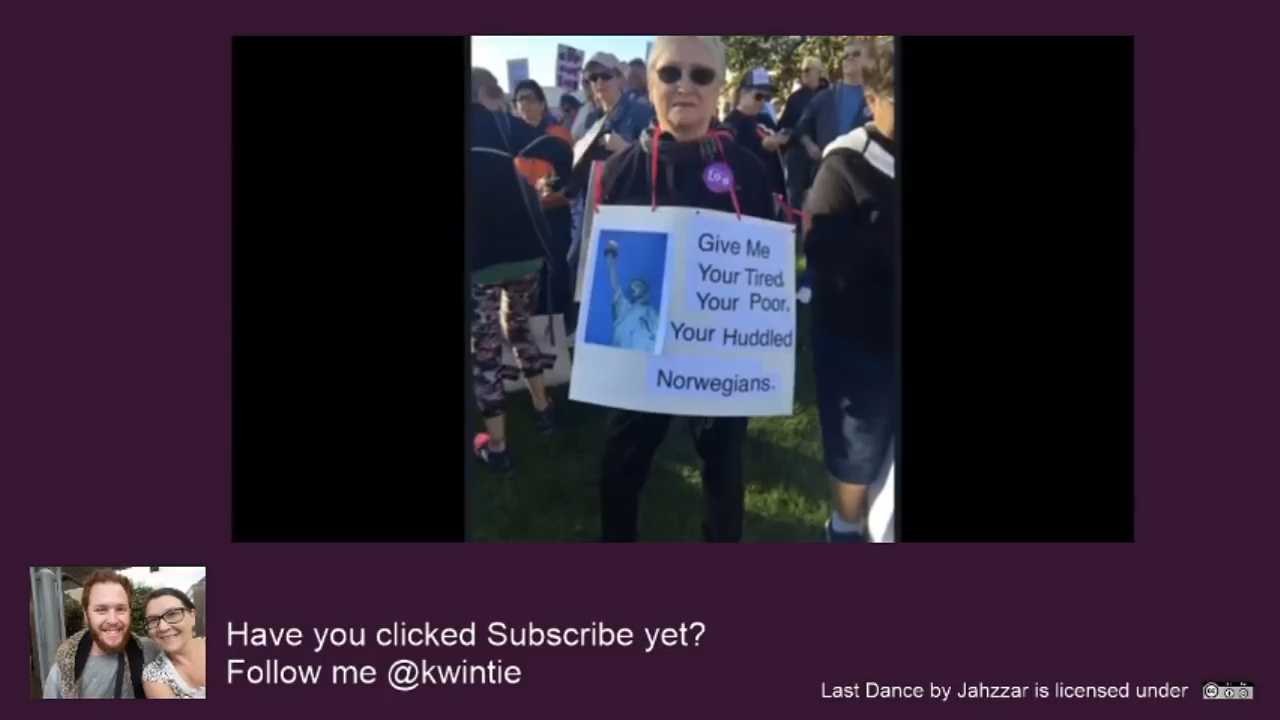 too
Give Me
Your Tired,
Your Poor,
Your Huddled
Norwegians.
Have you clicked Subscribe yet?
Follow me @kwintie
Last Dance by Jahzzar is licensed under